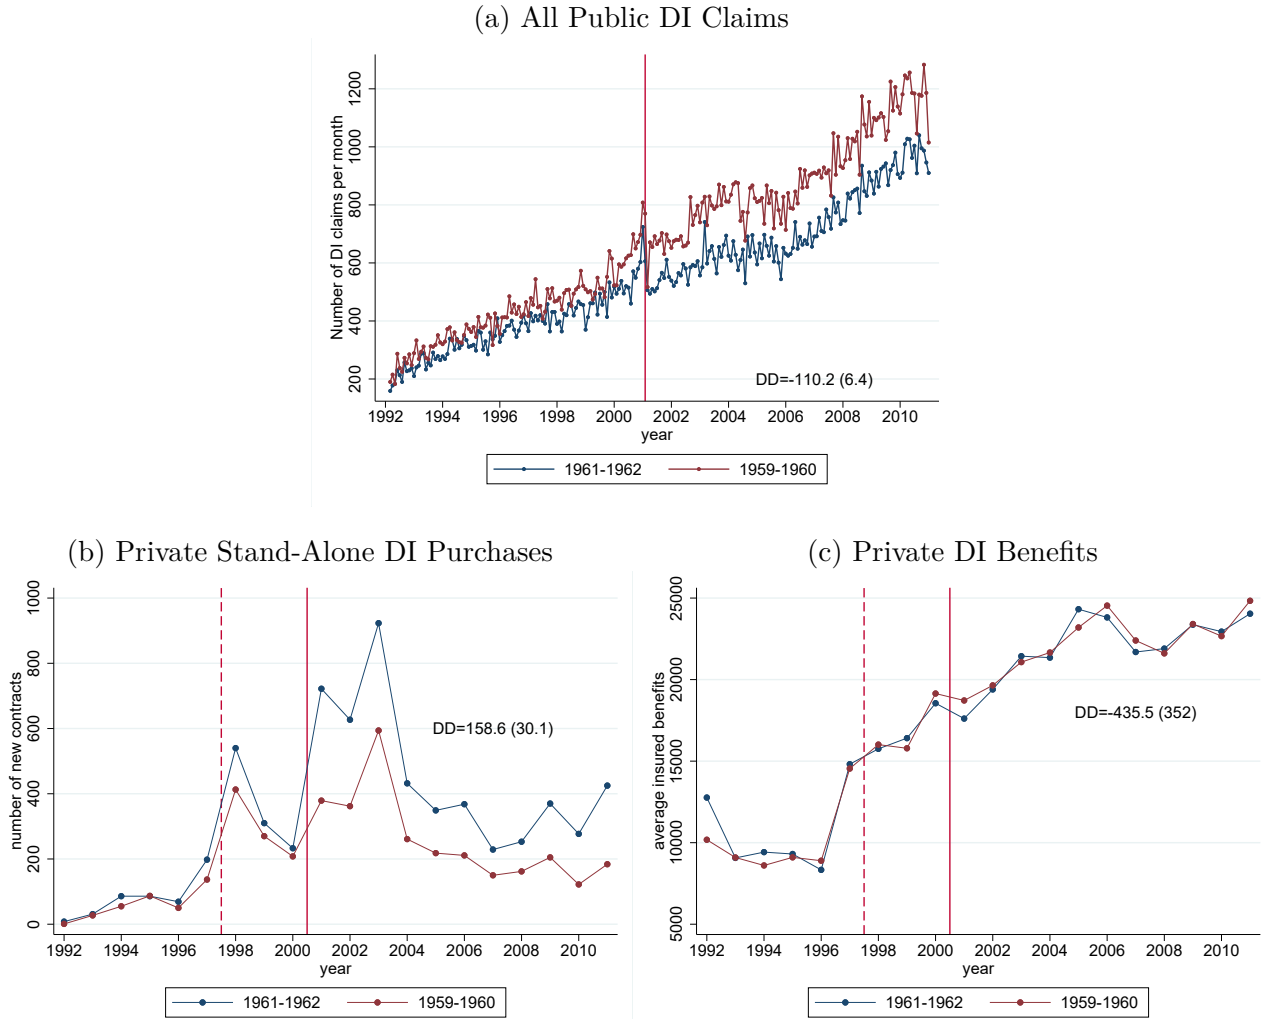 (a) All Public DI Claims
Number of DI claims per month
1200
1000
800
600
400
200
DD=-110.2 (6.4)
1992 1994 1996 1998 2000 2002 2004 2006 2008 2010
year
1961-1962 1959-1960
(b) Private Stand-Alone DI Purchases
number of new contracts
1000
800
600
400
200
0
DD=158.6 (30.1)
1992 1994 1996 1998 2000 2002 2004 2006 2008 2010
year
1961-1962 1959-1960
(c) Private DI Benefits
average insured benefits
25000
20000
15000
10000
5000
DD=-435.5 (352)
1992 1994 1996 1998 2000 2002 2004 2006 2008 2010
year
1961-1962 1959-1960